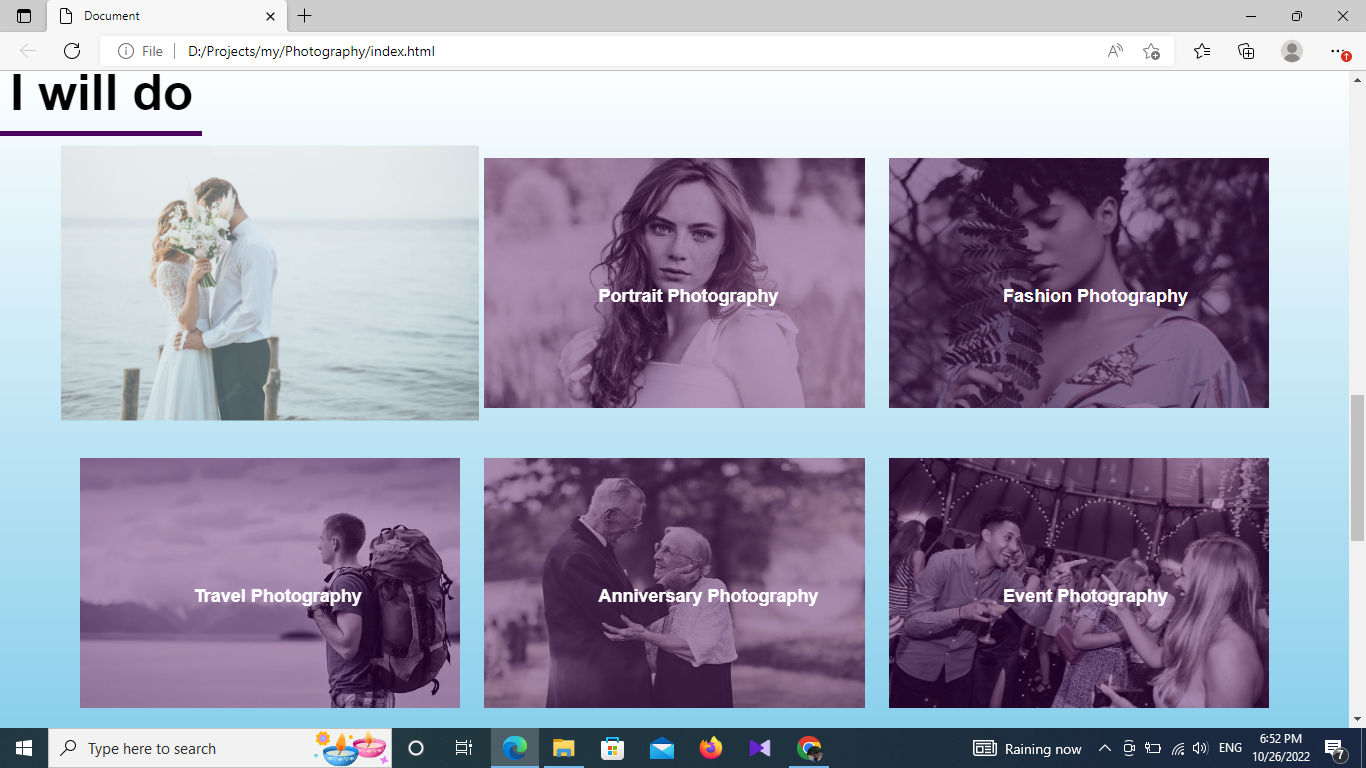 Document
File
D:/Projects/my/Photography/index.html
I will do
Portrait Photography
Fashion Photography
Travel Photography
Anniversary Photography
Event Photography
Type here to search
Raining now
ENG
6:52 PM
10/26/2022
7